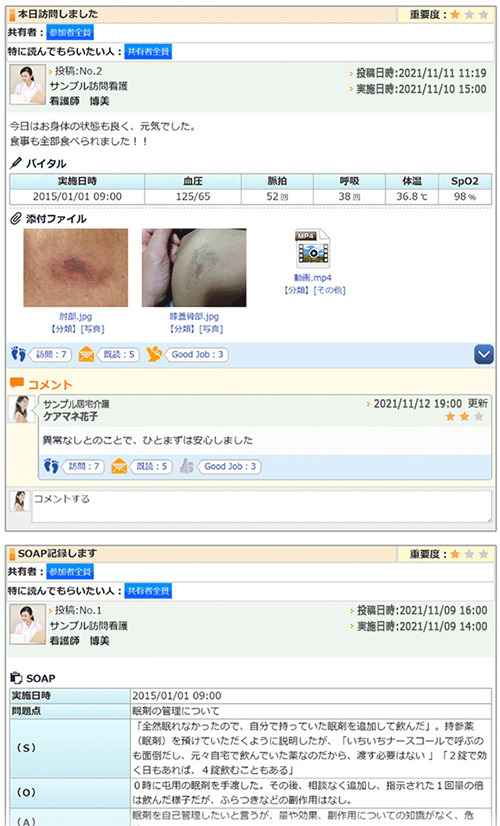 本日訪問しました
重要度：★★★
共有者：参加者全員
特に読んでもらいたい人：共有者全員
投稿:No.2
投稿日時:2021/11/11 11:19
サンプル訪問看護
実施日時:2021/11/10 15:00
看護師　博美
今日はお身体の状態も良く、元気でした。
食事も全部食べられました！！
バイタル
実施日時 血圧 脈拍 呼吸 体温 SpO2
2015/01/01 09:00 125/65 52回 38回 36.8℃ 98%
添付ファイル
MP4
肘部.jpg
【分類】[写真]
膝蓋骨部.jpg
【分類】[写真]
動画.mp4
【分類】[その他]
訪問：7 既読：5 Good Job：3
コメント
サンプル居宅介護
2021/11/12 19:00 更新
ケアマネ花子
★★★
異常なしとのことで、ひとまずは安心しました
訪問：7 既読：5 Good Job：3
コメントする
SOAP記録します
重要度：★★★
共有者：参加者全員
特に読んでもらいたい人：共有者全員
投稿:No.1
投稿日時:2021/11/09 16:00
サンプル訪問看護
実施日時:2021/11/09 14:00
看護師　博美
SOAP
実施日時 2015/01/01 09:00
問題点 眠剤の管理について
（S）
「全然眠れなかったので、自分で持っていた眠剤を追加して飲んだ」。持参薬
（眠剤）を預けていただくように説明したが、「いちいちナースコールで呼ぶの
も面倒だし、元々自宅で飲んでいた薬なのだから、渡す必要はない 」「２錠で効
く日もあれば、４錠飲むこともある」
（O）
０時に屯用の眠剤を手渡した。その後、相談なく追加し、指示された１回量の倍
は飲んだ様子だが、ふらつきなどの副作用はなし。
（A）
眠剤を自己管理したいと言うが、量や効果、副作用についての知識がなく、危